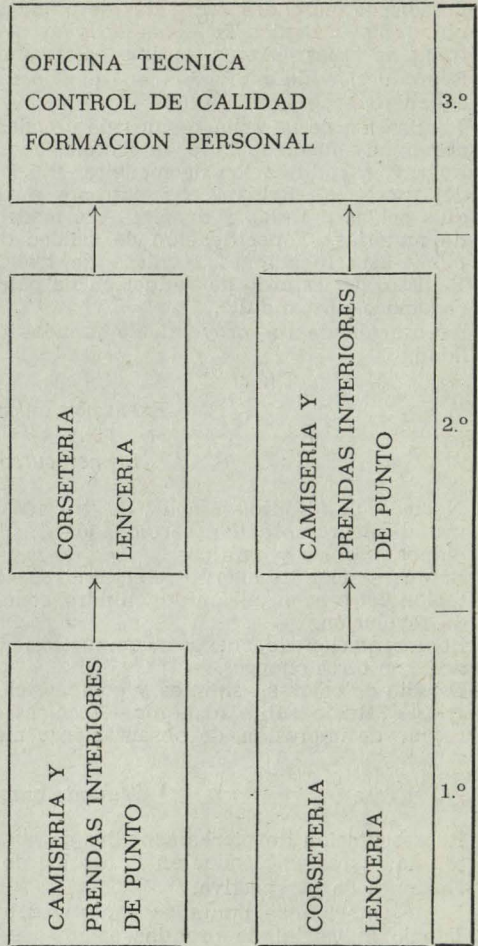 OFICINA TECNICA
CONTROL DE CALIDAD
FORMACION PERSONAL
3.º
CORSETERIA
LENCERIA
CAMISERIA Y
PRENDAS INTERIORES
DE PUNTO
2.º
CAMISERIA Y
PRENDAS INTERIORES
DE PUNTO
CORSETERIA
LENCERIA
1.º